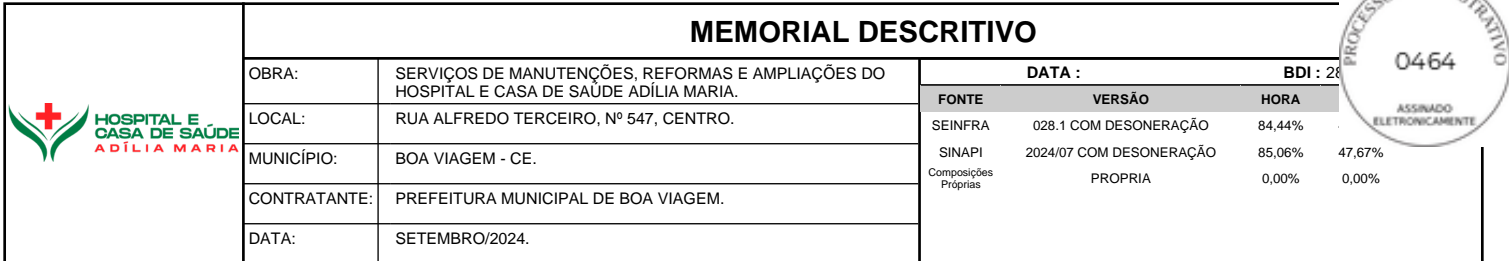 MEMORIAL DESCRITIVO
HOSPITAL E
CASA DE SAÚDE
ADÍLIA MARIA
OBRA:
SERVIÇOS DE MANUTENÇÕES, REFORMAS E AMPLIAÇÕES DO
HOSPITAL E CASA DE SAÚDE ADÍLIA MARIA.
LOCAL:
RUA ALFREDO TERCEIRO, Nº 547, CENTRO.
MUNICÍPIO:
BOA VIAGEM - CE.
CONTRATANTE:
PREFEITURA MUNICIPAL DE BOA VIAGEM.
DATA:
SETEMBRO/2024.
DATA : BDI : 28
FONTE VERSÃO HORA
SEINFRA 028.1 COM DESONERAÇÃO 84,44%
SINAPI 2024/07 COM DESONERAÇÃO 85,06% 47,67%
Composições
Próprias
PROPRIA 0,00% 0,00%
0464
ASSINADO
ELETRONICAMENTE